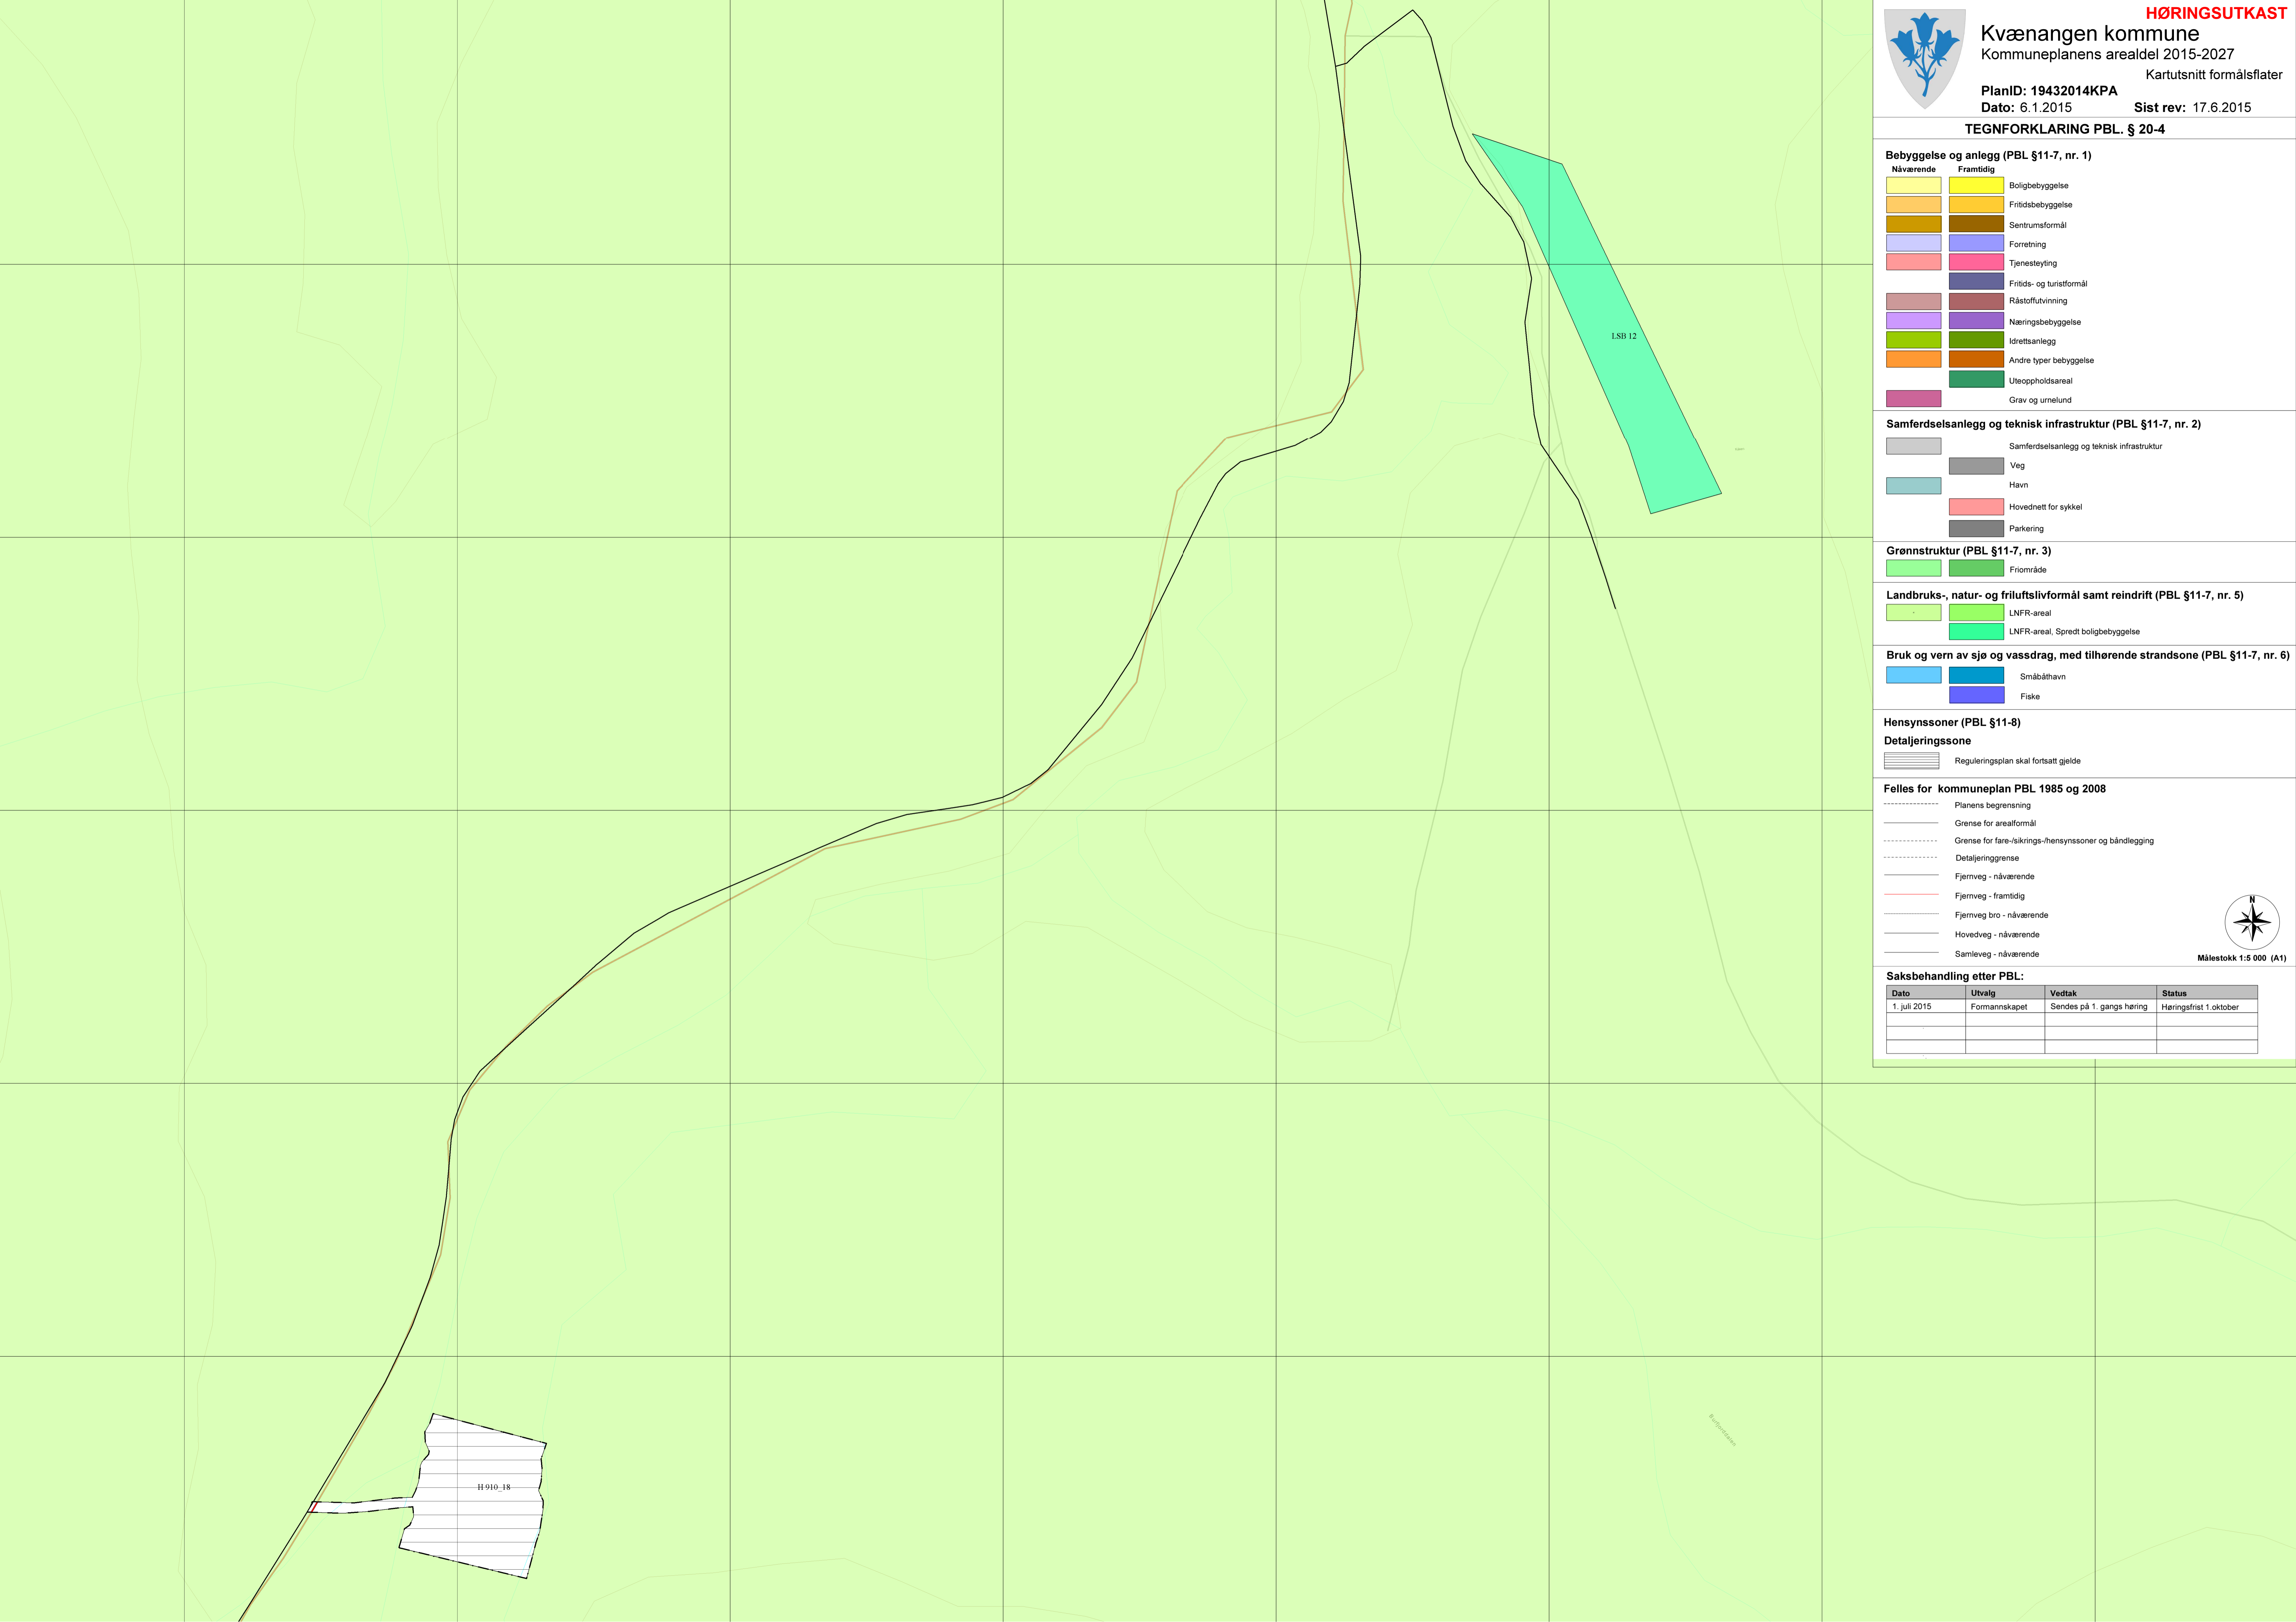 HØRINGSUTKAST
Kvænangen kommune
Kommuneplanens arealdel 2015-2027
Kartutsnitt formålsflater
PlanID: 19432014KPA
Dato: 6.1.2015 Sist rev: 17.6.2015
TEGNFORKLARING PBL. § 20-4
Bebyggelse og anlegg (PBL §11-7, nr. 1)
Nåværende Framtidig
Boligbebyggelse
Fritidsbebyggelse
Sentrumsformål
Forretning
Tjenesteyting
Fritids- og turistformål
Råstoffutvinning
Næringsbebyggelse
Idrettsanlegg
Andre typer bebyggelse
Uteoppholdsareal
Grav og urnelund
Samferdselsanlegg og teknisk infrastruktur (PBL §11-7, nr. 2)
Samferdselsanlegg og teknisk infrastruktur
Veg
Havn
Hovednett for sykkel
Parkering
Grønnstruktur (PBL §11-7, nr. 3)
Friområde
Landbruks-, natur- og friluftslivformål samt reindrift (PBL §11-7, nr. 5)
LNFR-areal
LNFR-areal, Spredt boligbebyggelse
Bruk og vern av sjø og vassdrag, med tilhørende strandsone (PBL §11-7, nr. 6)
Småbåthavn
Fiske
Hensynssoner (PBL §11-8)
Detaljeringssone
Reguleringsplan skal fortsatt gjelde
Felles for kommuneplan PBL 1985 og 2008
Planens begrensning
Grense for arealformål
Grense for fare-/sikrings-/hensynssoner og båndlegging
Detaljeringgrense
Fjernveg - nåværende
Fjernveg - framtidig
Fjernveg bro - nåværende
Hovedveg - nåværende
Samleveg - nåværende
N
Målestokk 1:5 000 (A1)
Saksbehandling etter PBL:
Dato Utvalg Vedtak Status
1. juli 2015 Formannskapet Sendes på 1. gangs høring Høringsfrist 1.oktober
LSB 12
H 910_18